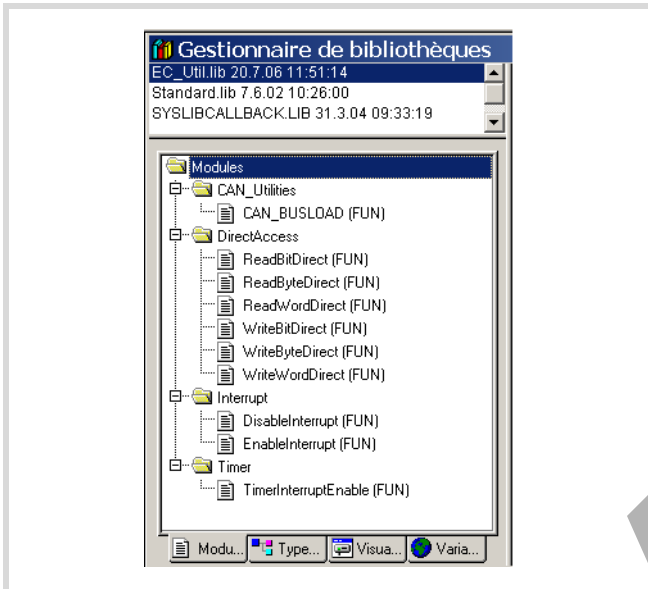 Gestionnaire de bibliothèques
EC_Util.lib 20.7.06 11:51:14
Standard.lib 7.6.02 10:26:00
SYSLIBCALLBACK.LIB 31.3.04 09:33:19
Modules
CAN_Utilities
CAN_BUSLOAD (FUN)
DirectAccess
ReadBitDirect (FUN)
ReadByteDirect (FUN)
ReadWordDirect (FUN)
WriteBitDirect (FUN)
WriteByteDirect (FUN)
WriteWordDirect (FUN)
Interrupt
DisableInterrupt (FUN)
EnableInterrupt (FUN)
Timer
TimerInterruptEnable (FUN)
Modu... Type... Visua... Varia...